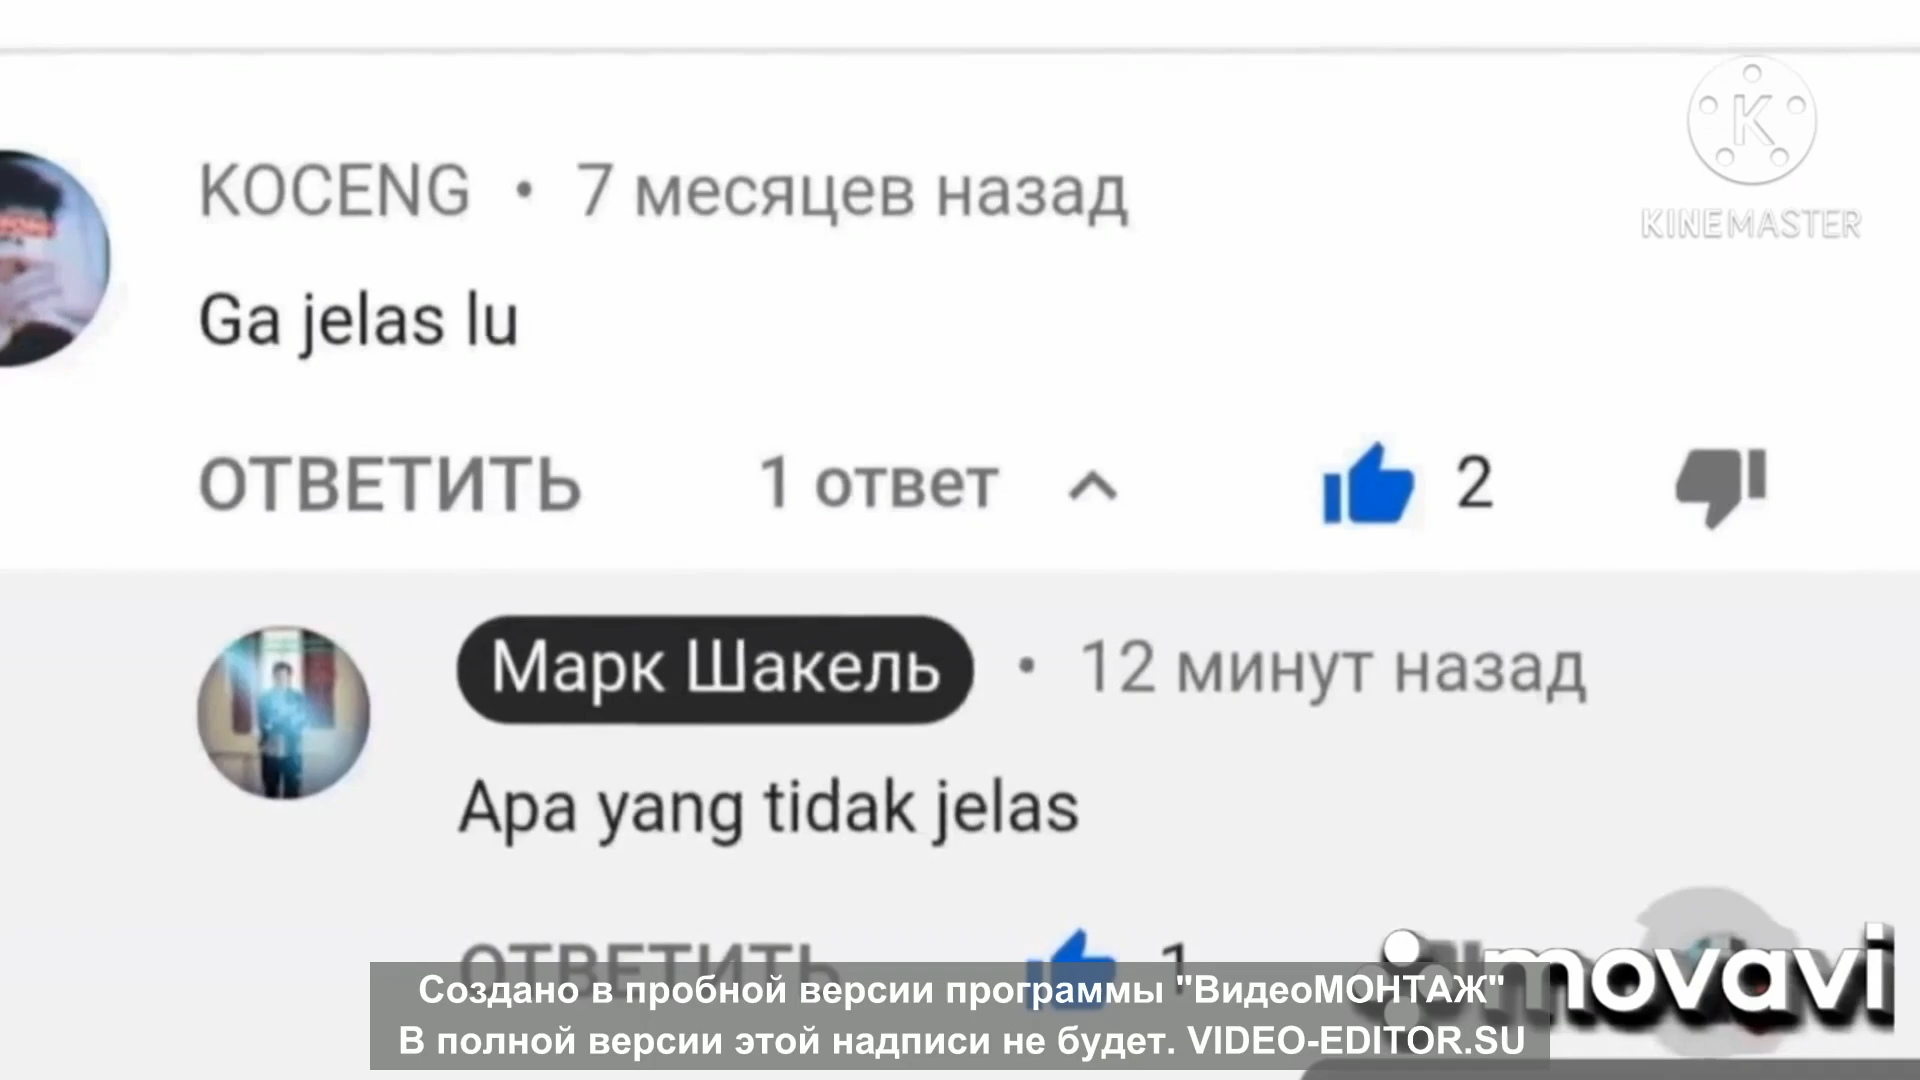 KINEMASTER
KOCENG • 7 месяцев назад
Ga jelas lu
ОТВЕТИТЬ 1 ответ 2
Марк Шакель • 12 минут назад
Apa yang tidak jelas
ОТВЕТИТЬ 1
movavi
Создано в пробной версии программы "ВидеоМОНТАЖ"
В полной версии этой надписи не будет. VIDEO-EDITOR.SU